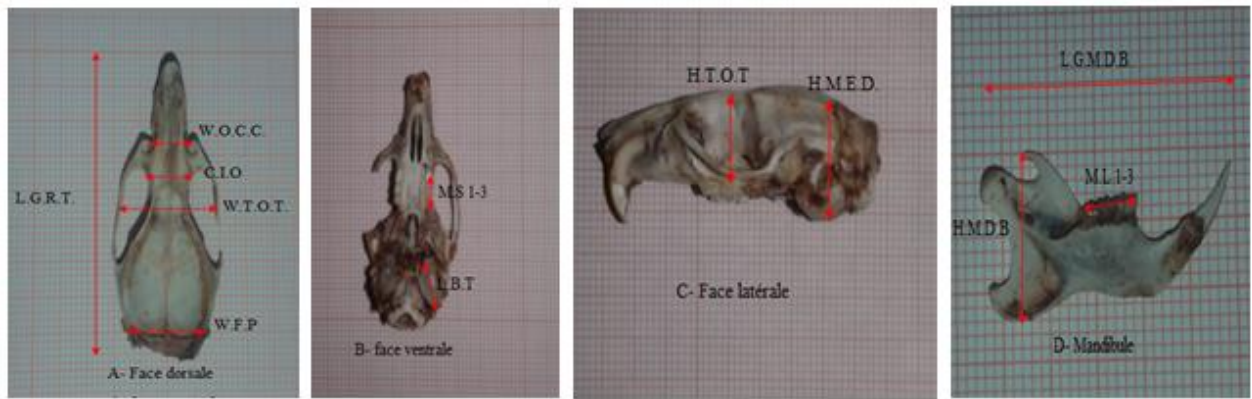 W.O.C.C.
C.I.O
L.G.R.T.
W.T.O.T.
W.F.P
A- Face dorsale
M.S 1-3
L.B.T
B- face ventrale
H.T.O.T
H.M.E.D.
C- Face latérale
L.G.M.D.B.
M.L 1-3
H.M.D.B
D- Mandibule